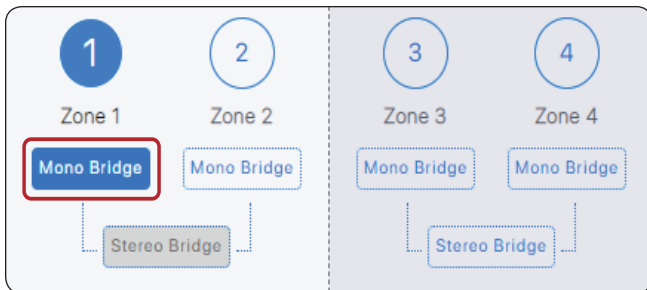 1 2 3 4
Zone 1 Zone 2 Zone 3 Zone 4
Mono Bridge Mono Bridge Mono Bridge Mono Bridge
Stereo Bridge Stereo Bridge